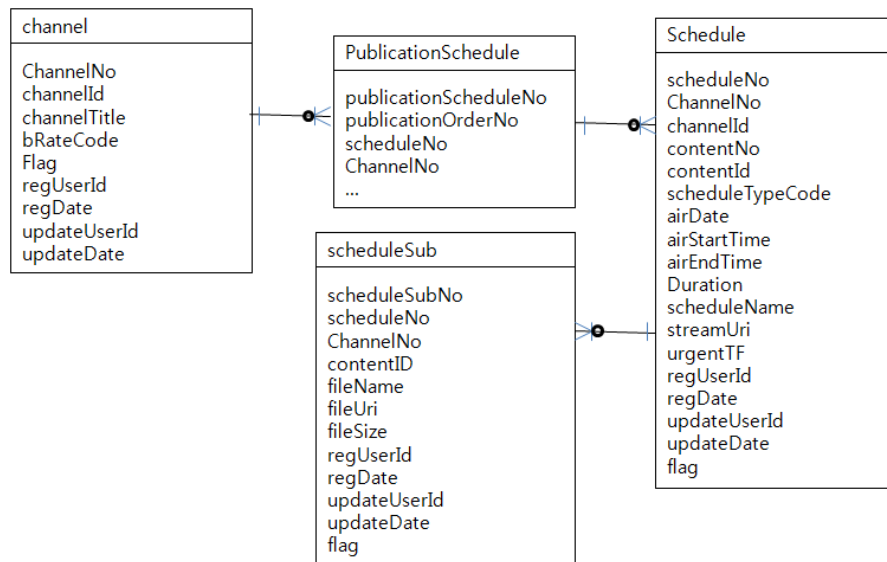 channel
ChannelNo
channelId
channelTitle
bRateCode
Flag
regUserId
regDate
updateUserId
updateDate
PublicationSchedule
publicationScheduleNo
publicationOrderNo
scheduleNo
ChannelNo
...
Schedule
scheduleNo
ChannelNo
channelId
contentNo
contentId
scheduleTypeCode
airDate
airStartTime
airEndTime
Duration
scheduleName
streamUri
urgentTF
regUserId
regDate
updateUserId
updateDate
flag
scheduleSub
scheduleSubNo
scheduleNo
ChannelNo
contentID
fileName
fileUri
fileSize
regUserId
regDate
updateUserId
updateDate
flag